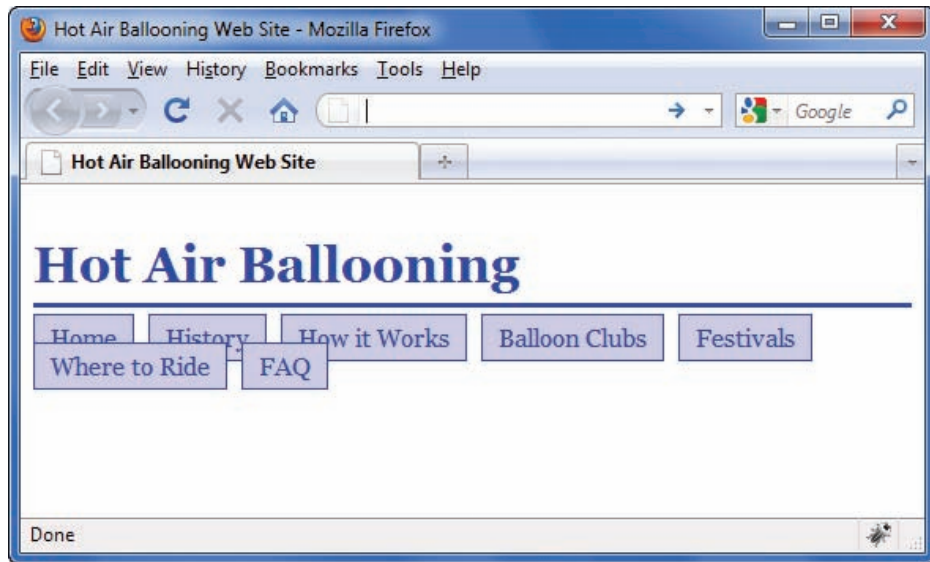 Hot Air Ballooning Web Site - Mozilla Firefox
File Edit View History Bookmarks Tools Help
Google
Hot Air Ballooning Web Site
Hot Air Ballooning
Home History How it Works Balloon Clubs Festivals
Where to Ride FAQ
Done